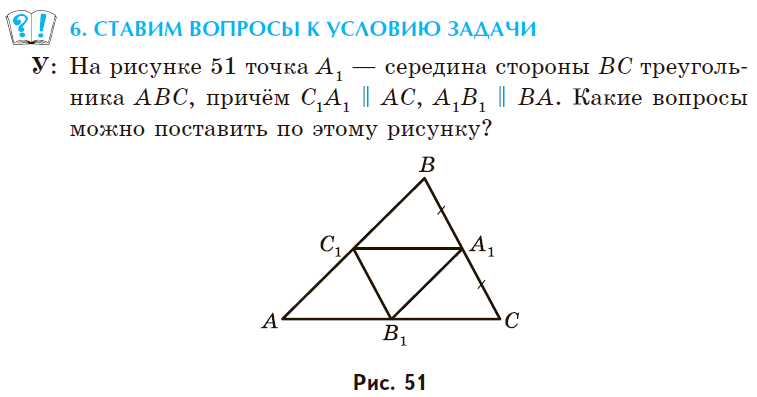 ?!
6. СТАВИМ ВОПРОСЫ К УСЛОВИЮ ЗАДАЧИ
У: На рисунке 51 точка A₁ — середина стороны BC треуголь-
ника ABC, причём C₁A₁ ∥ AC, A₁B₁ ∥ BA. Какие вопросы
можно поставить по этому рисунку?
B
C₁ A₁
A C
B₁
Рис. 51